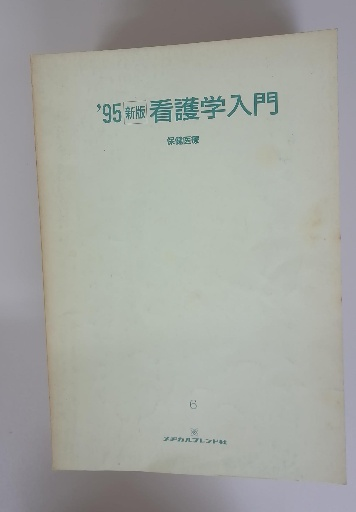 '95 新版 看護学入門
保健医療
6
メヂカルフレンド社